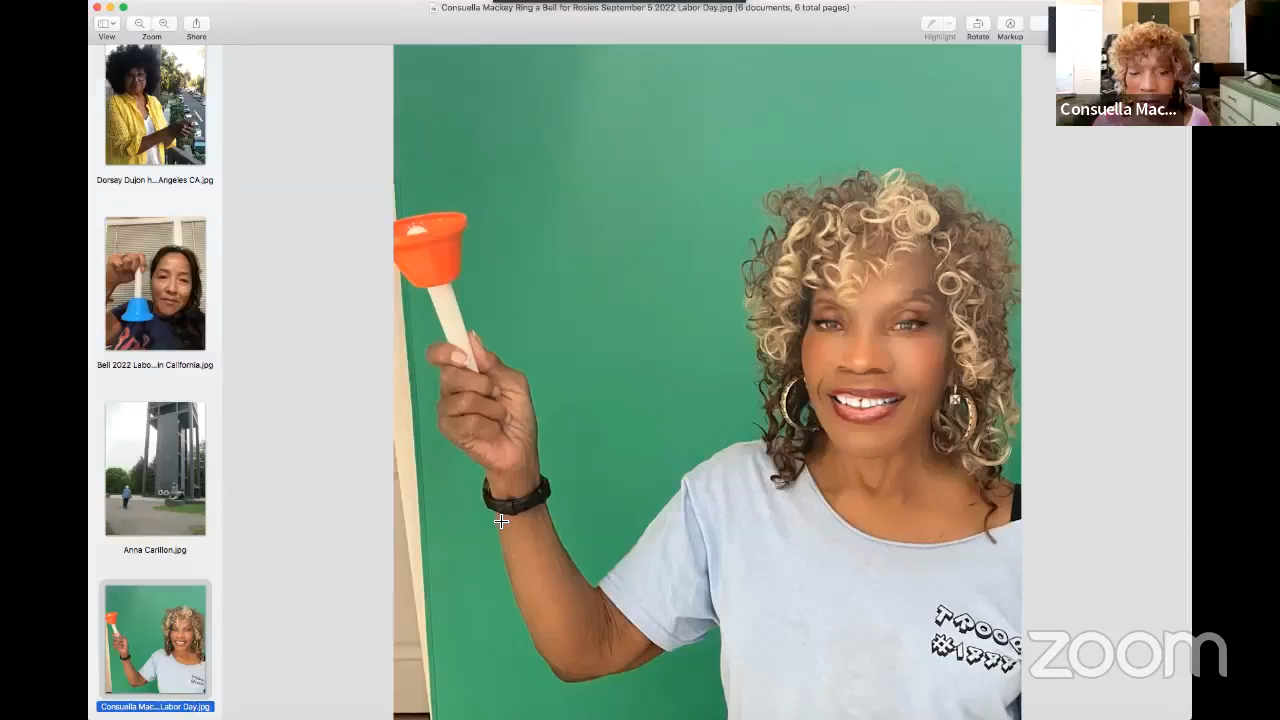 Consuella Mackey Ring a Bell for Rosies September 5 2022 Labor Day.jpg (6 documents, 6 total pages)
View
Zoom
Share
Highlight
Rotate
Markup
Consuella Mac...
Dorsay Dujon h...Angeles CA.jpg
Bell 2022 Labo...in California.jpg
Anna Carillon.jpg
TROOP
#1777
Consuella Mac...Labor Day.jpg
zoom